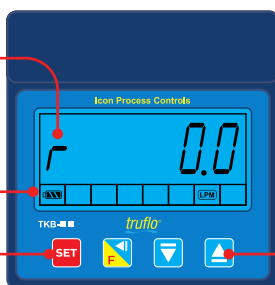 Icon Process Controls
r 0.0
LPM
TKB-■■ truflo®
SET F